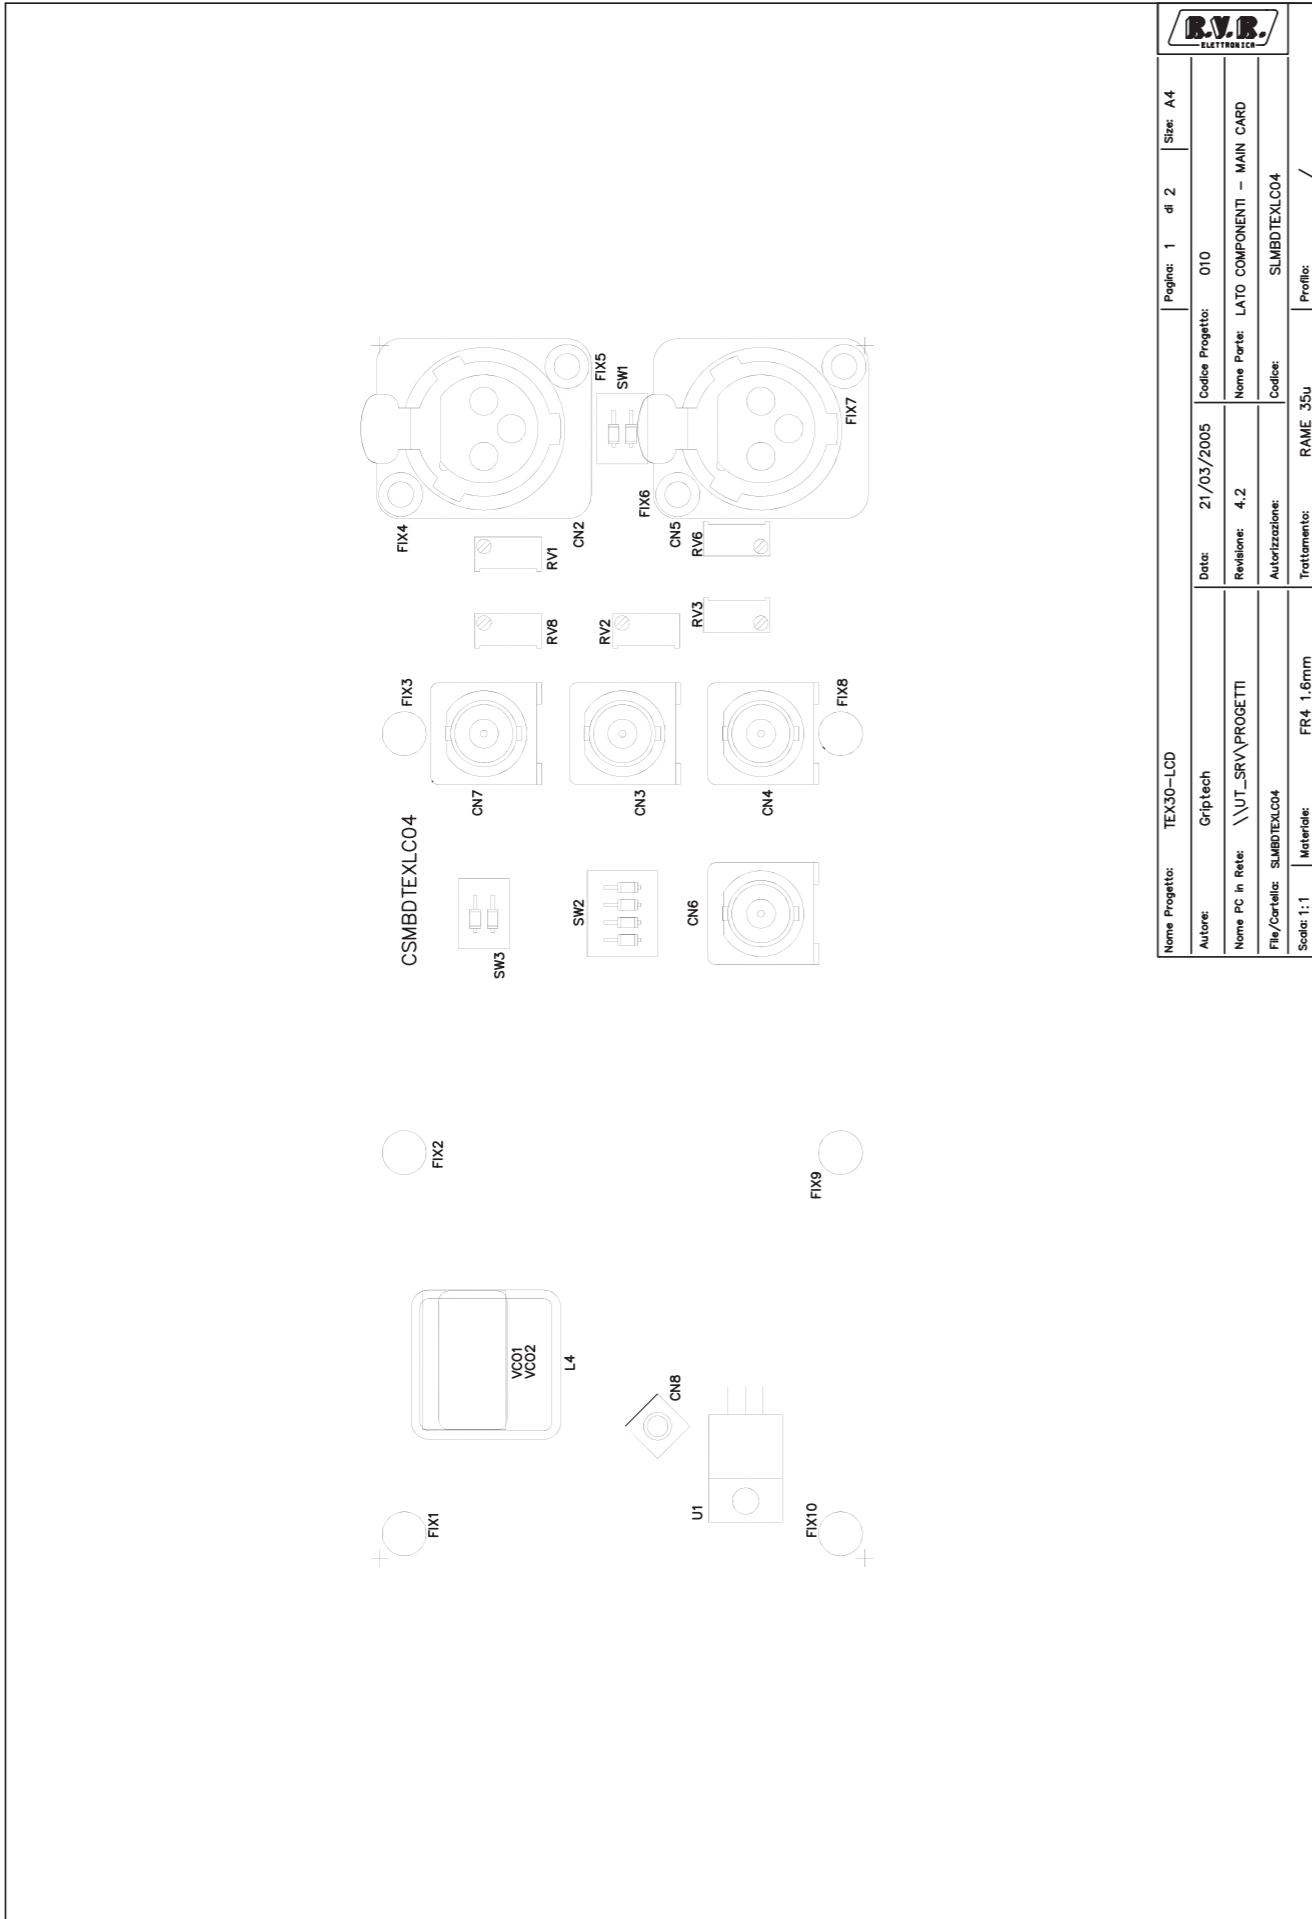 R.V.R.
ELETTRONICA
Nome Progetto: TEX30-LCD
Pagina: 1 di 2
Size: A4
Autore: Griptech
Data: 21/03/2005
Codice Progetto: 010
Nome PC in Rete: \\UT_SRV\PROGETTI
Revisione: 4.2
Nome Parte: LATO COMPONENTI - MAIN CARD
File/Cartella: SLMBDTEXLC04
Autorizzazione:
Codice: SLMBDTEXLC04
Scala: 1:1
Materiale: FR4 1.6mm
Trattamento: RAME 35u
Profilo: /
FIX5
SW1
FIX7
FIX4
CN2
FIX6
CN5
RV1
RV6
RV8
RV2
RV3
FIX3
FIX8
CN7
CN3
CN4
CSMBDTEXLC04
SW3
SW2
CN6
FIX2
FIX9
VCO1
VCO2
L4
CN8
FIX1
U1
FIX10